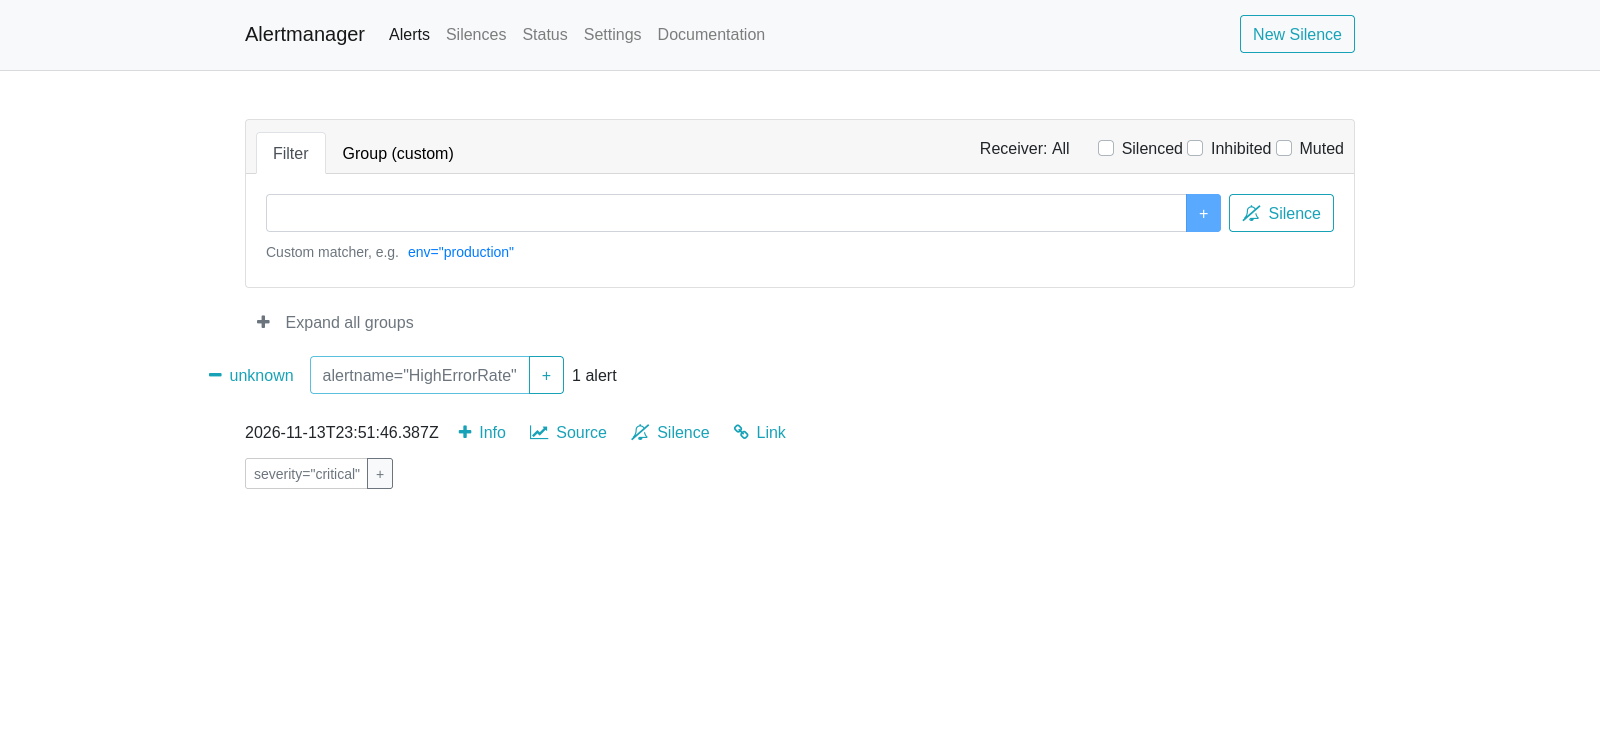 Alertmanager Alerts Silences Status Settings Documentation New Silence
Filter Group (custom) Receiver: All Silenced Inhibited Muted
+ Silence
Custom matcher, e.g. env="production"
Expand all groups
unknown alertname="HighErrorRate" + 1 alert
2026-11-13T23:51:46.387Z Info Source Silence Link
severity="critical" +